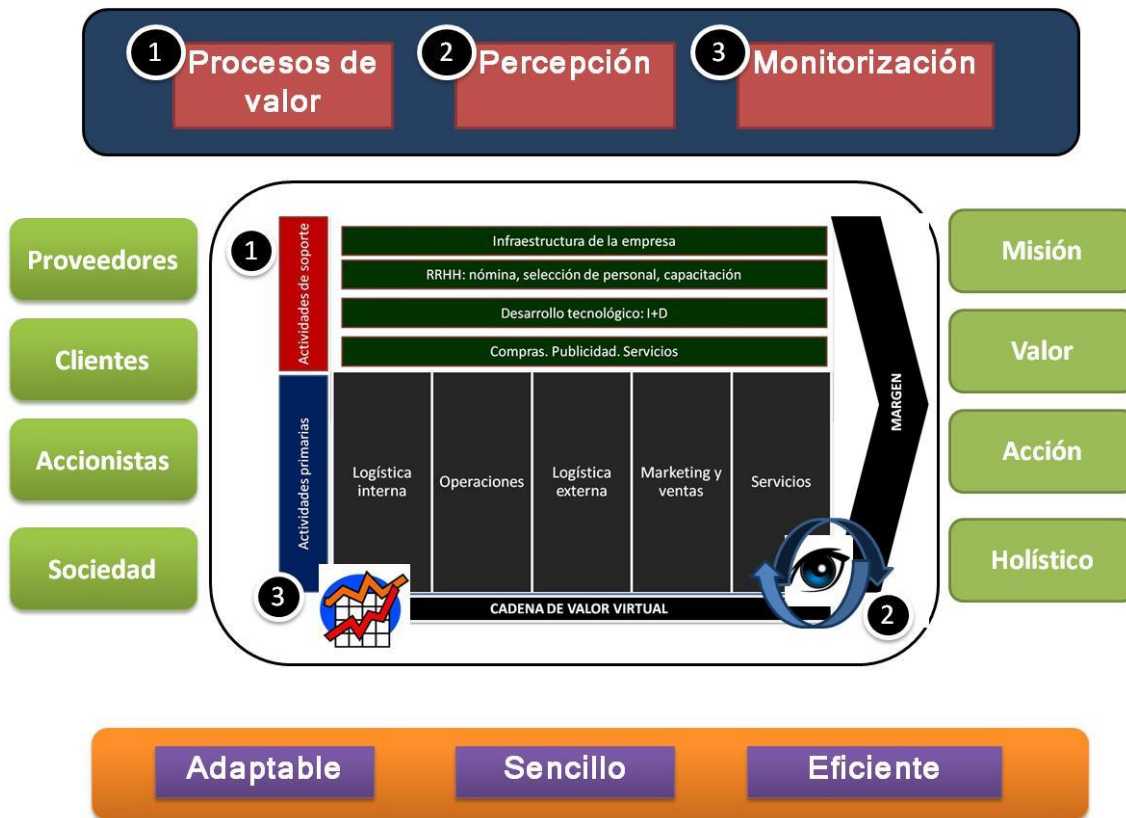 1 Procesos de
valor
2 Percepción
3 Monitorización
Proveedores
Clientes
Accionistas
Sociedad
1
Actividades de soporte
Infraestructura de la empresa
RRHH: nómina, selección de personal, capacitación
Desarrollo tecnológico: I+D
Compras. Publicidad. Servicios
Actividades primarias
Logística
interna
Operaciones
Logística
externa
Marketing y
ventas
Servicios
MARGEN
3
CADENA DE VALOR VIRTUAL
2
Misión
Valor
Acción
Holístico
Adaptable
Sencillo
Eficiente